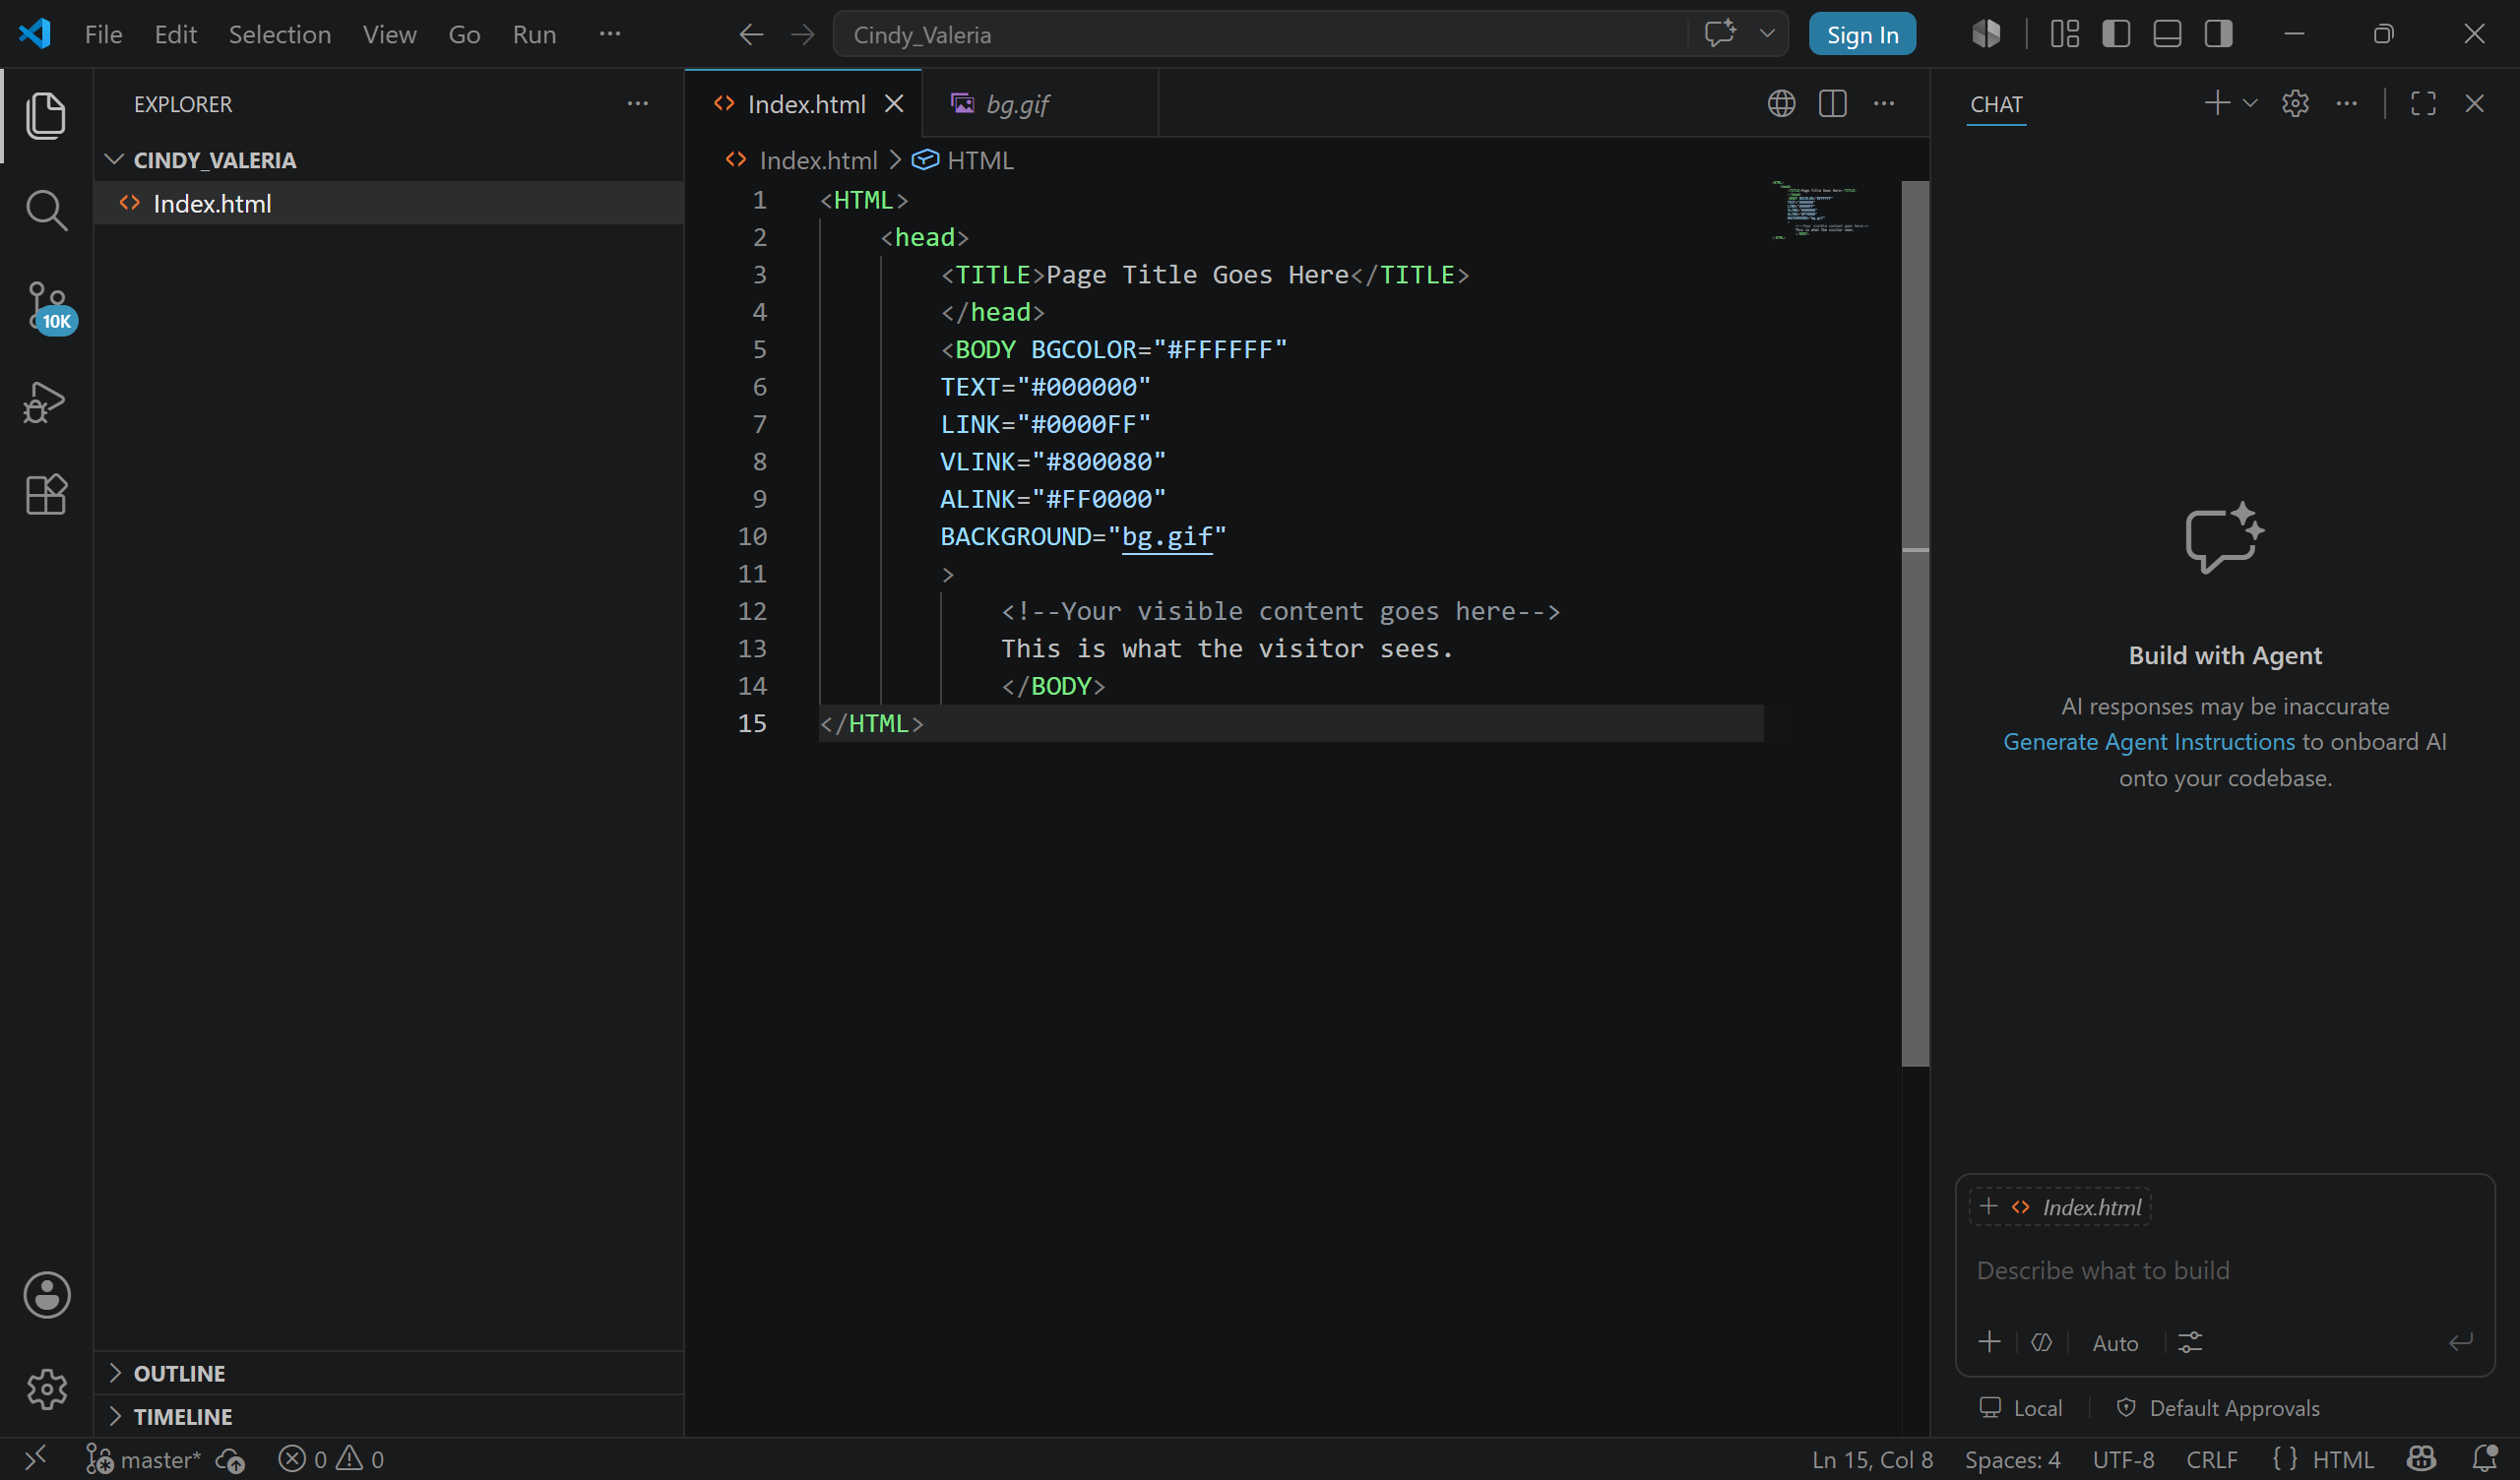 File Edit Selection View Go Run ···
Cindy_Valeria
Sign In
EXPLORER
CINDY_VALERIA
Index.html
10K
OUTLINE
TIMELINE
Index.html
bg.gif
Index.html > HTML
1 <HTML>
2 <head>
3 <TITLE>Page Title Goes Here</TITLE>
4 </head>
5 <BODY BGCOLOR="#FFFFFF"
6 TEXT="#000000"
7 LINK="#0000FF"
8 VLINK="#800080"
9 ALINK="#FF0000"
10 BACKGROUND="bg.gif"
11 >
12 <!--Your visible content goes here-->
13 This is what the visitor sees.
14 </BODY>
15 </HTML>
CHAT
Build with Agent
AI responses may be inaccurate
Generate Agent Instructions to onboard AI
onto your codebase.
Index.html
Describe what to build
Auto
Local Default Approvals
master* 0 0
Ln 15, Col 8 Spaces: 4 UTF-8 CRLF { } HTML